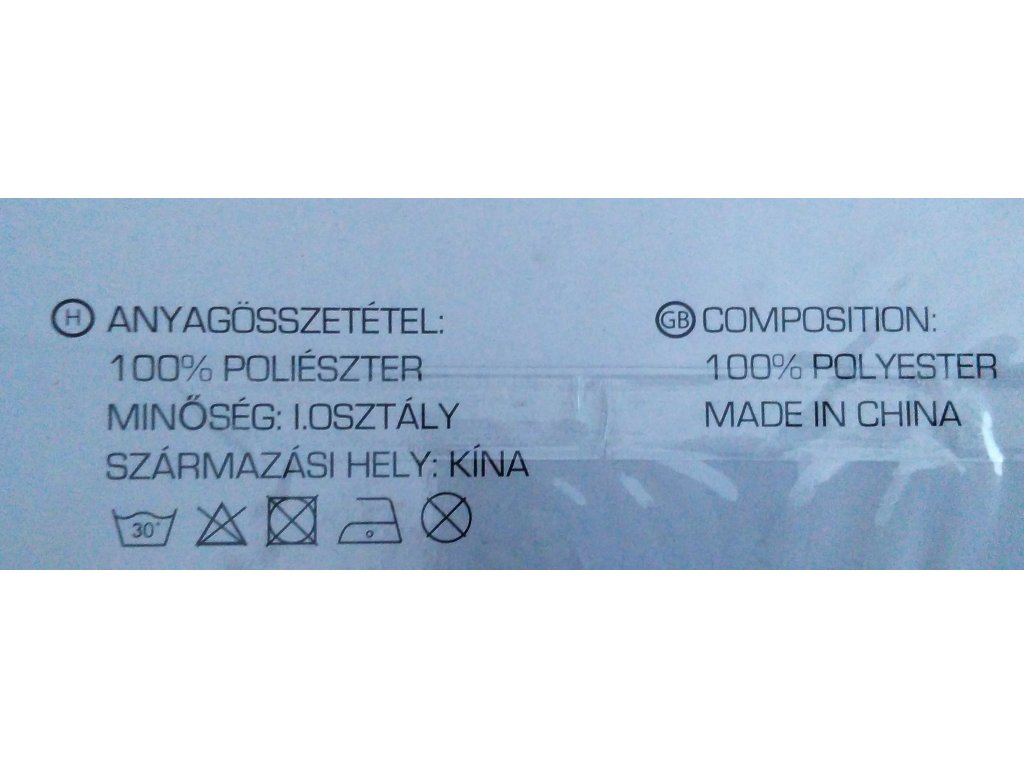 H ANYAGÖSSZETÉTEL:
100% POLIÉSZTER
MINŐSÉG: I.OSZTÁLY
SZÁRMAZÁSI HELY: KÍNA
30°
GB COMPOSITION:
100% POLYESTER
MADE IN CHINA